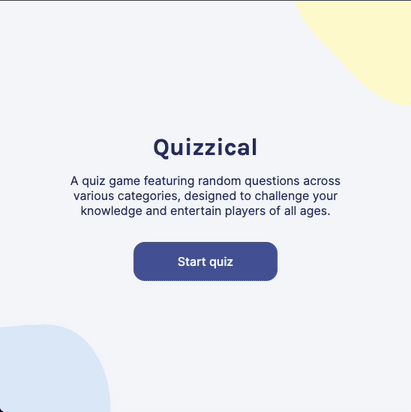 Quizzical
A quiz game featuring random questions across
various categories, designed to challenge your
knowledge and entertain players of all ages.
Start quiz